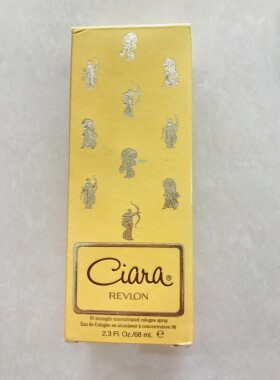 Ciara®
REVLON
80 strength concentrated cologne spray
Eau de Cologne en atomiseur à concentration 80
2.3 Fl. Oz./68 mL ℮